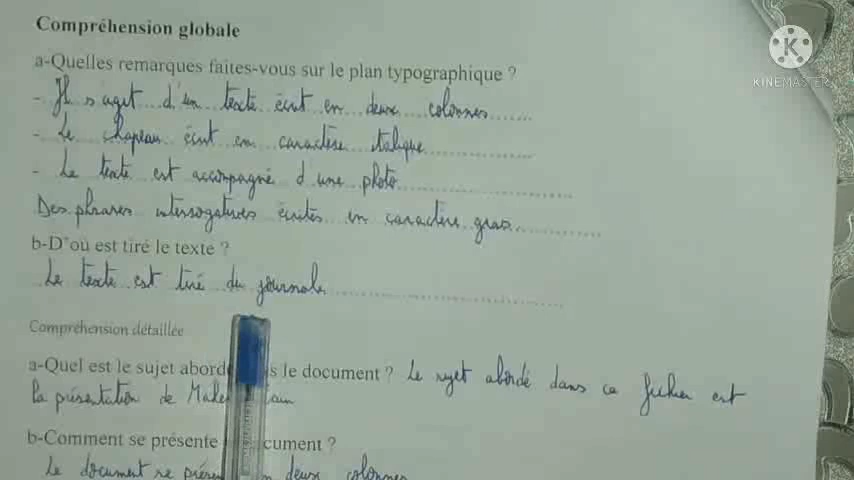 Compréhension globale
a-Quelles remarques faites-vous sur le plan typographique ?
- Il s'agit d'un texte écrit en deux colonnes
- Le chapeau écrit en caractère italique
- Le texte est accompagné d'une photo
Des phrases interrogatives écrites en caractère gras.
b-D'où est tiré le texte ?
Le texte est tiré du journale
Compréhension détaillée
a-Quel est le sujet abord s le document ? Le sujet abordé dans ce fichier est
la présentation de
b-Comment se présente cument ?
Le document se deux colonnes
KINEMASTER